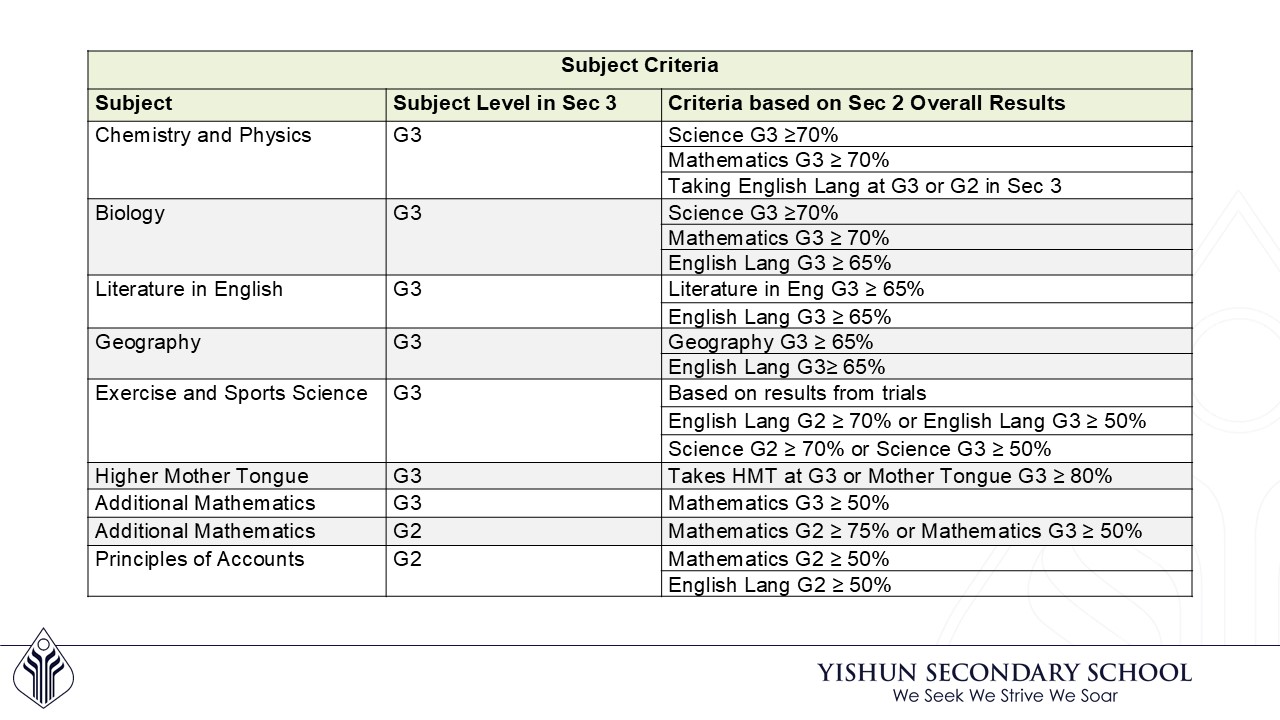 Subject Criteria
Subject Subject Level in Sec 3 Criteria based on Sec 2 Overall Results
Chemistry and Physics G3 Science G3 ≥70%
Mathematics G3 ≥ 70%
Taking English Lang at G3 or G2 in Sec 3
Biology G3 Science G3 ≥70%
Mathematics G3 ≥ 70%
English Lang G3 ≥ 65%
Literature in English G3 Literature in Eng G3 ≥ 65%
English Lang G3 ≥ 65%
Geography G3 Geography G3 ≥ 65%
English Lang G3≥ 65%
Exercise and Sports Science G3 Based on results from trials
English Lang G2 ≥ 70% or English Lang G3 ≥ 50%
Science G2 ≥ 70% or Science G3 ≥ 50%
Higher Mother Tongue G3 Takes HMT at G3 or Mother Tongue G3 ≥ 80%
Additional Mathematics G3 Mathematics G3 ≥ 50%
Additional Mathematics G2 Mathematics G2 ≥ 75% or Mathematics G3 ≥ 50%
Principles of Accounts G2 Mathematics G2 ≥ 50%
English Lang G2 ≥ 50%
YISHUN SECONDARY SCHOOL
We Seek We Strive We Soar